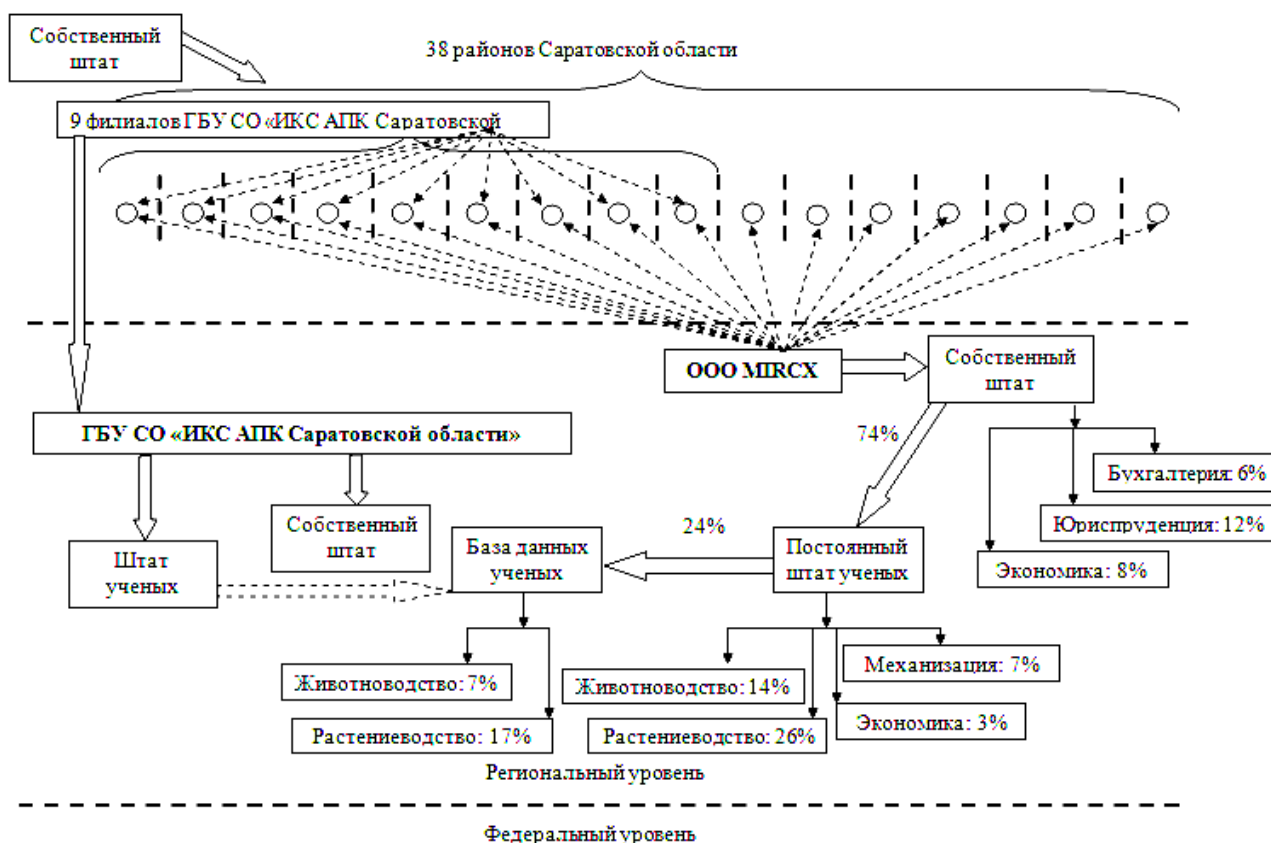 Собственный
штат
38 районов Саратовской области
9 филиалов ГБУ СО «ИКС АПК Саратовской
ООО MIRCX
Собственный
штат
ГБУ СО «ИКС АПК Саратовской области»
74%
Бухгалтерия: 6%
Юриспруденция: 12%
Экономика: 8%
Собственный
штат
24%
Штат
ученых
База данных
ученых
Постоянный
штат ученых
Механизация: 7%
Животноводство: 7%
Животноводство: 14%
Экономика: 3%
Растениеводство: 17%
Растениеводство: 26%
Региональный уровень
Федеральный уровень